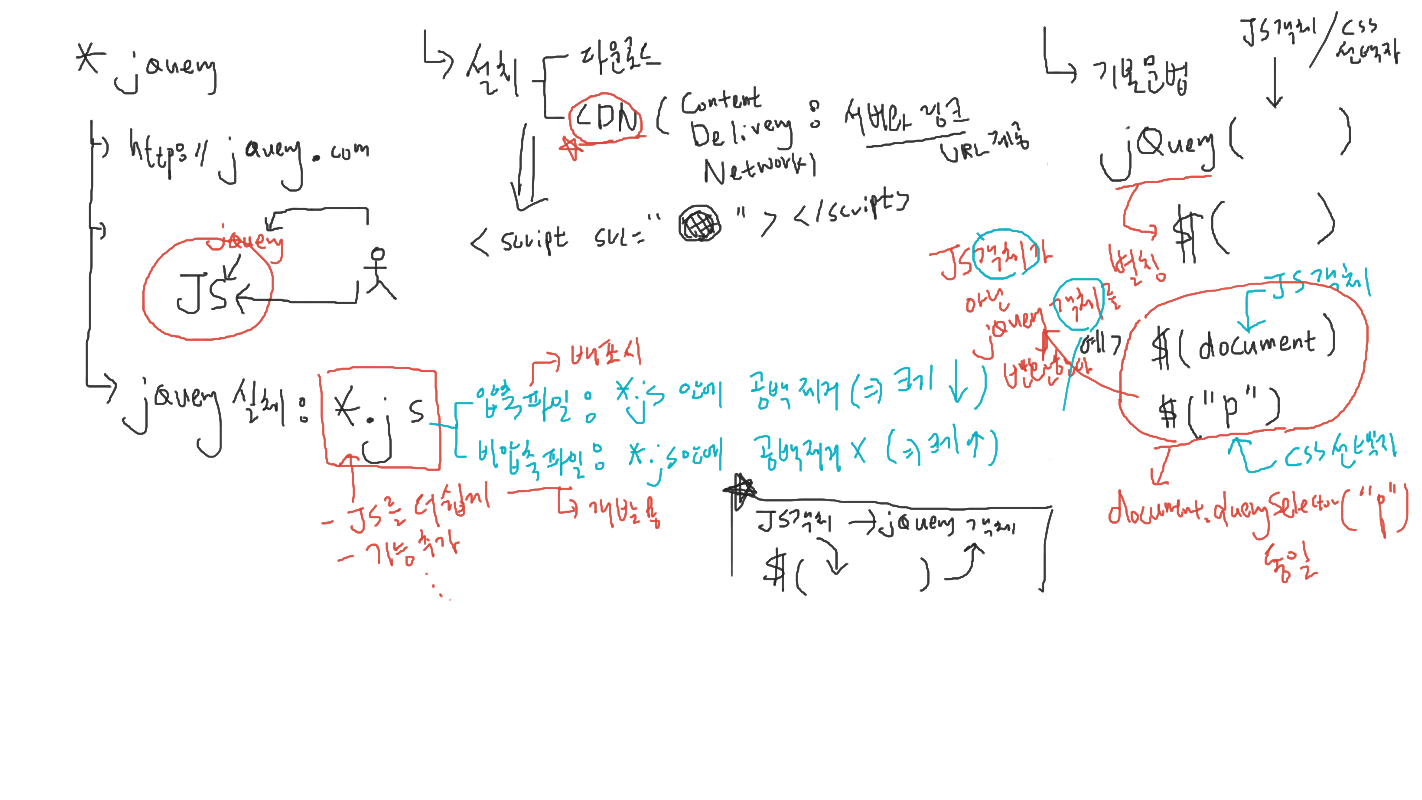 * jquery
https://jquery.com
jquery
JS
jquery 실체 : *.js
- JS를 더 쉽게
- 기능 추가
⋮
압축파일 : *.js 안에 공백 제거 (⇒ 크기 ↓)
→ 배포시
비압축파일 : *.js 안에 공백 제거 X (⇒ 크기 ↑)
→ 개발용
설치
다운로드
CDN (Content
Delivery
Network)
: 서버와 링크
URL 제공
<script src=" "></script>
JS객체 → jQuery 객체
$( )
기본문법
JS객체 / CSS
선택자
jQuery( )
$( )
별칭
JS객체가
아닌
jQuery 객체를
반환
예)
JS객체
$(document)
$("p")
CSS 선택자
document.querySelector("p")
동일